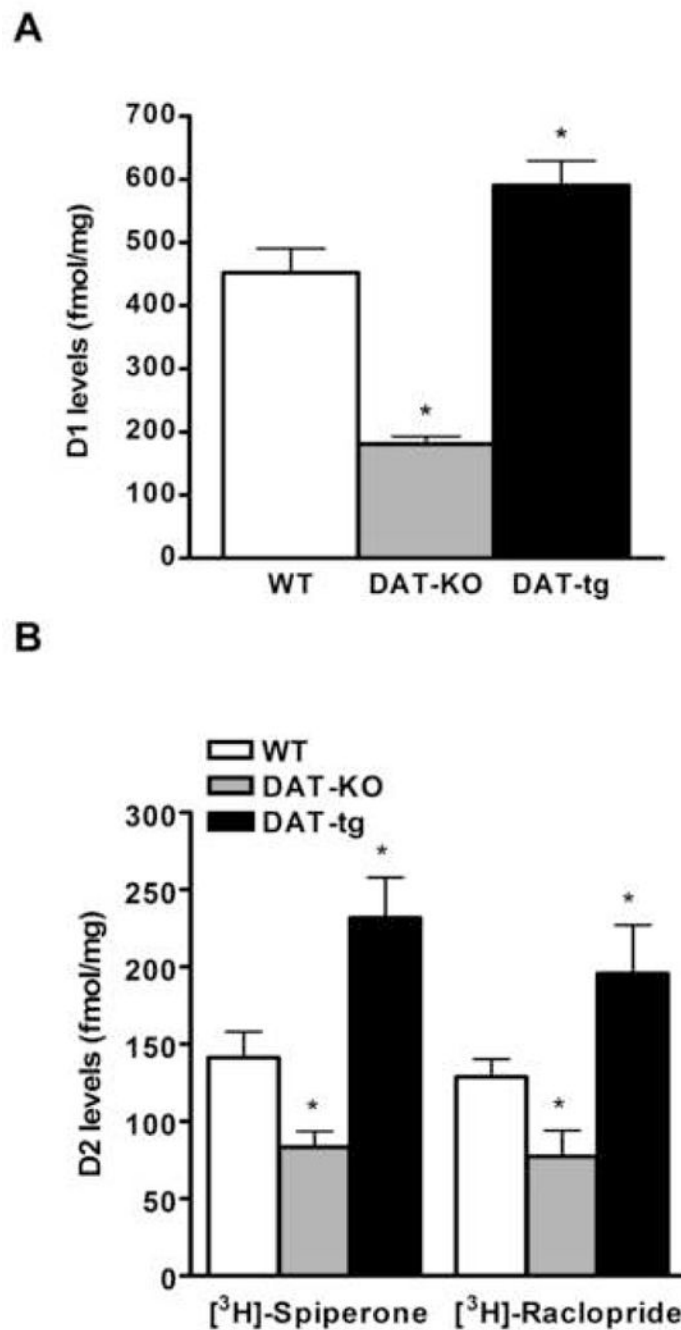 A
700
600
500
400
300
200
100
0
D1 levels (fmol/mg)
*
*
WT DAT-KO DAT-tg
B
WT
DAT-KO
DAT-tg
300
250
200
150
100
50
0
D2 levels (fmol/mg)
*
*
*
*
[³H]-Spiperone [³H]-Raclopride